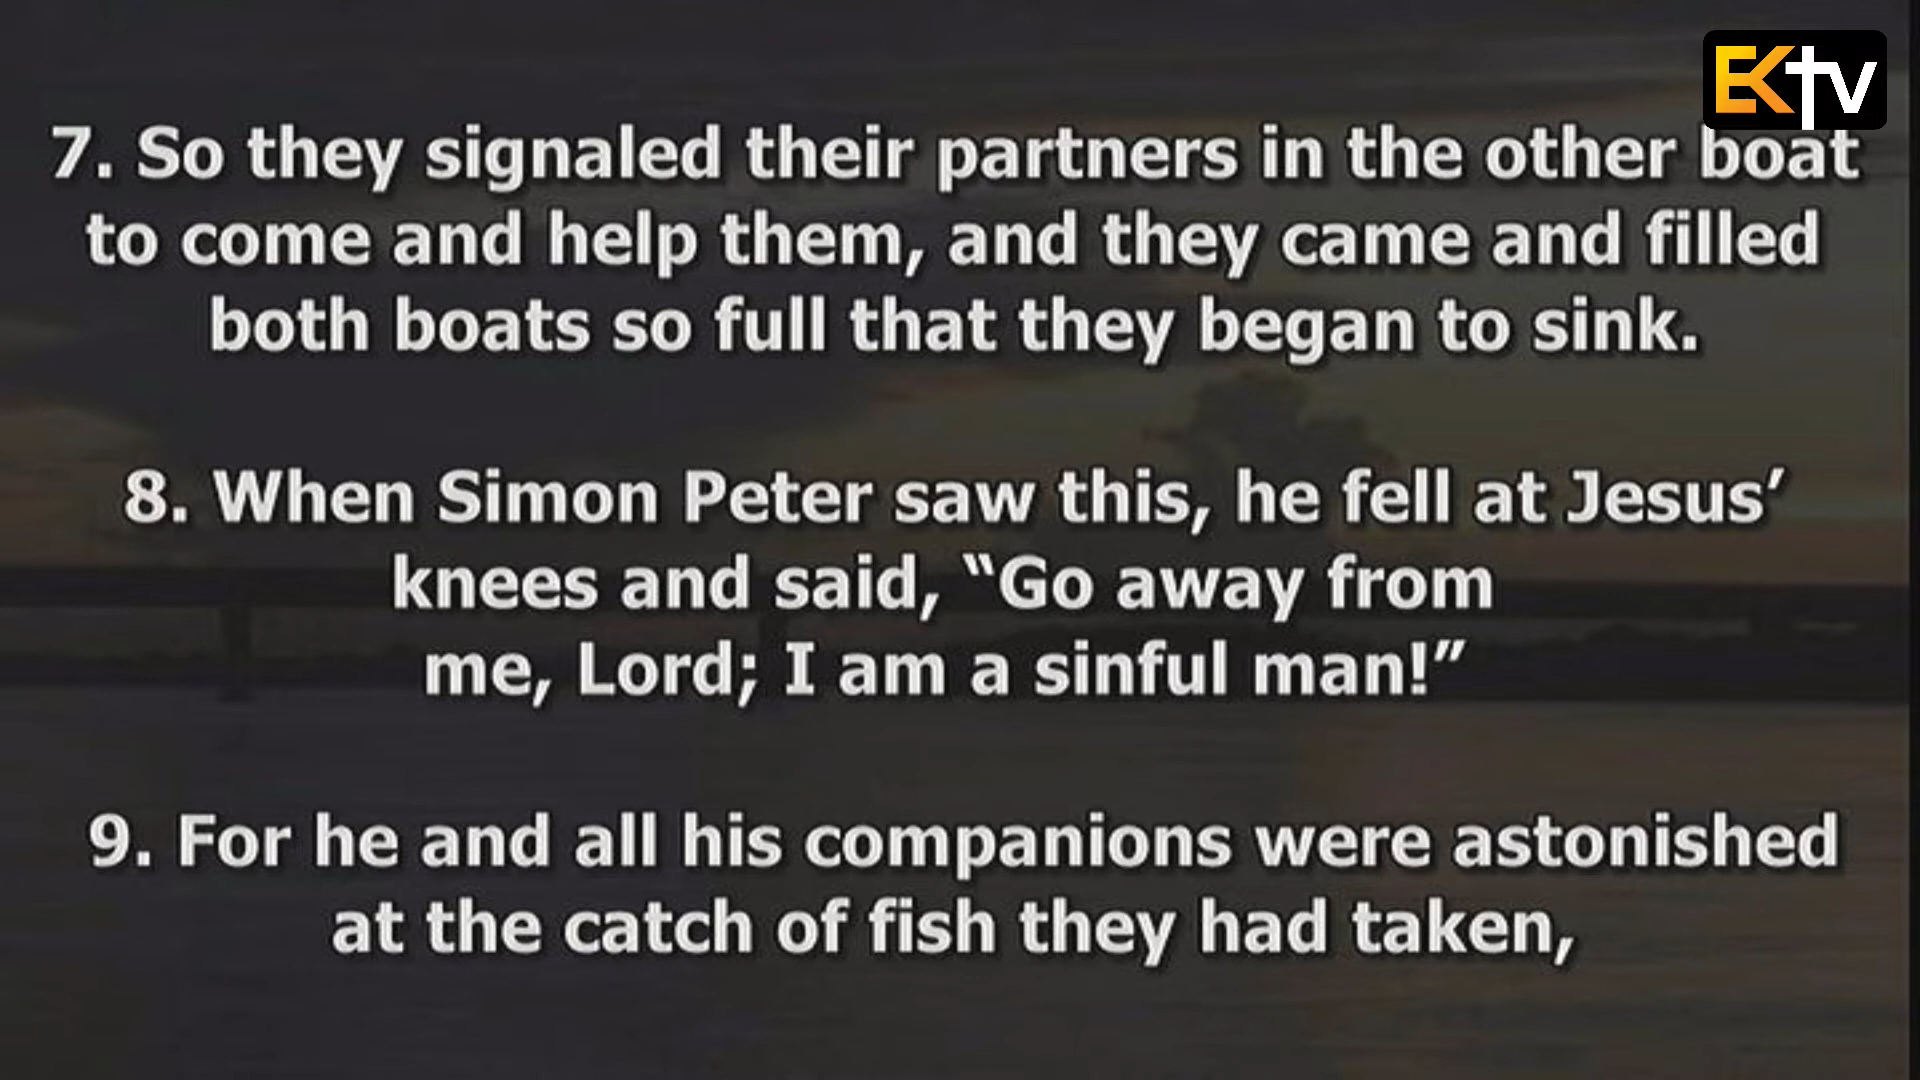 EKTV
7. So they signaled their partners in the other boat
to come and help them, and they came and filled
both boats so full that they began to sink.
8. When Simon Peter saw this, he fell at Jesus’
knees and said, “Go away from
me, Lord; I am a sinful man!”
9. For he and all his companions were astonished
at the catch of fish they had taken,